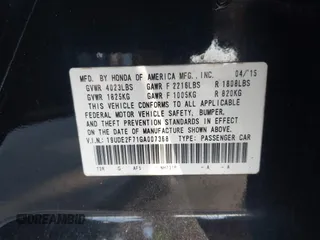 MFD. BY HONDA OF AMERICA MFG., INC. 04/15
GVWR 4023LBS GAWR F 2216LBS R 1808LBS
GVWR 1825KG GAWR F 1005KG R 820KG
THIS VEHICLE CONFORMS TO ALL APPLICABLE
FEDERAL MOTOR VEHICLE SAFETY, BUMPER,
AND THEFT PREVENTION STANDARDS IN EFFECT
ON THE DATE OF MANUFACTURE SHOWN ABOVE.
V.I.N.: 19UDE2F71GA007368 TYPE: PASSENGER CAR
AutoBidMaster